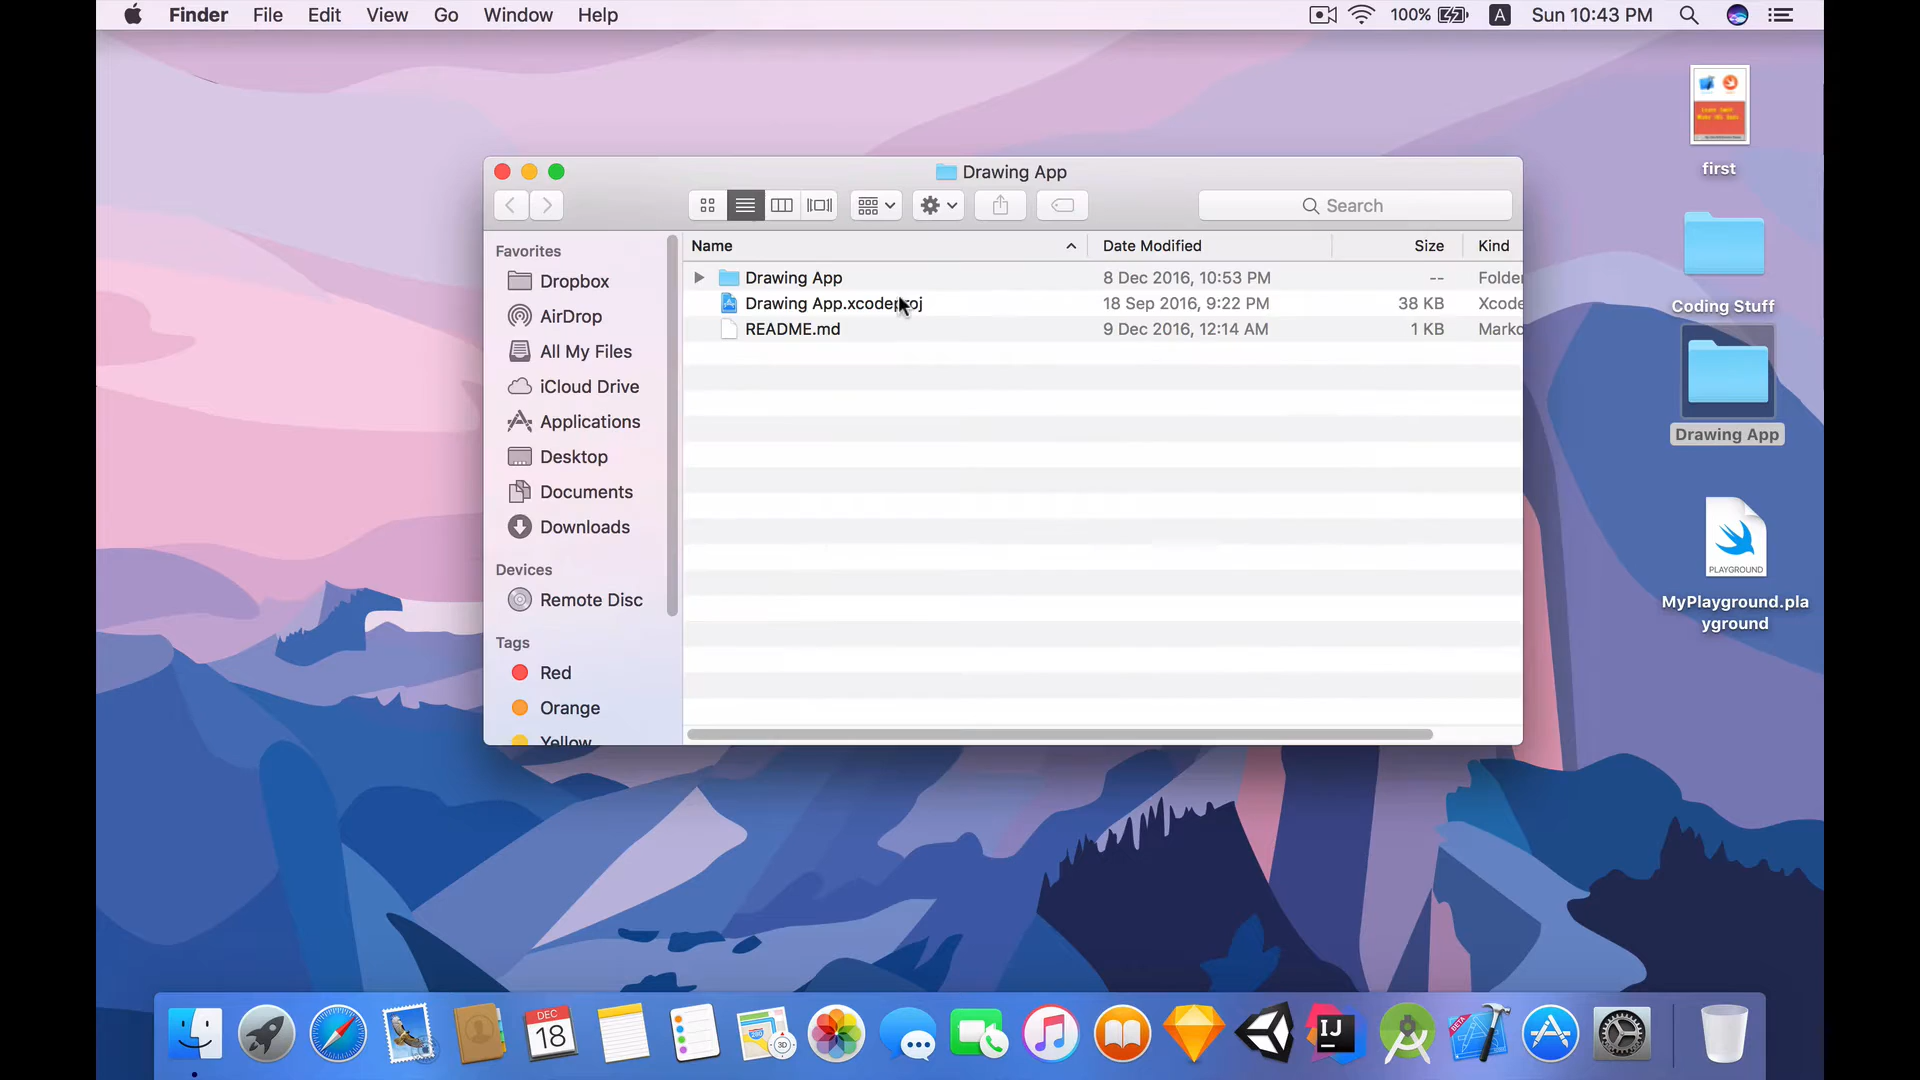 Finder File Edit View Go Window Help
100% A Sun 10:43 PM
Drawing App
Search
Favorites
Dropbox
AirDrop
All My Files
iCloud Drive
Applications
Desktop
Documents
Downloads
Devices
Remote Disc
Tags
Red
Orange
Yellow
Name Date Modified Size Kind
Drawing App 8 Dec 2016, 10:53 PM -- Folder
Drawing App.xcodeproj 18 Sep 2016, 9:22 PM 38 KB Xcode
README.md 9 Dec 2016, 12:14 AM 1 KB Marko
first
Coding Stuff
Drawing App
PLAYGROUND
MyPlayground.pla
yground
DEC
18
3D
IJ
BETA